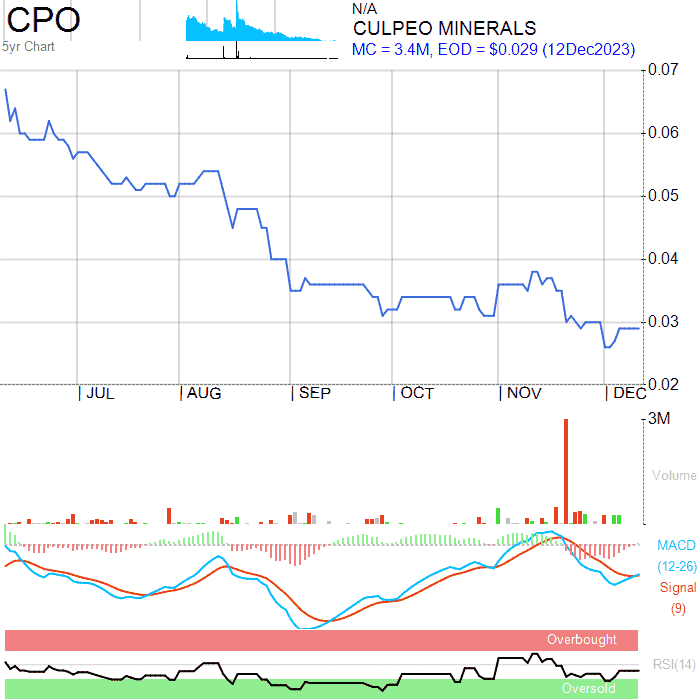 CPO
5yr Chart
N/A
CULPEO MINERALS
MC = 3.4M, EOD = $0.029 (12Dec2023)
0.07
0.06
0.05
0.04
0.03
0.02
| JUL | AUG | SEP | OCT | NOV | DEC
3M
Volume
MACD
(12-26)
Signal
(9)
Overbought
RSI(14)
Oversold